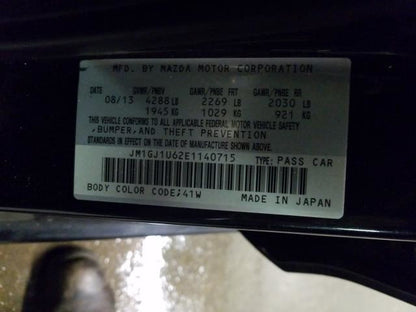 MFD. BY MAZDA MOTOR CORPORATION
DATE GVWR/PNBV GAWR/PNBE FR GAWR/PNBE RR
08/13 4288 LB 2269 LB 2030 LB
1945 KG 1029 KG 921 KG
THIS VEHICLE CONFORMS TO ALL APPLICABLE FEDERAL MOTOR VEHICLE SAFETY
,BUMPER,AND THEFT PREVENTION
STANDARDS IN EFFECT ON THE DATE OF MANUFACTURE SHOWN ABOVE.
JM1GJ1U62E1140715 TYPE: PASS CAR
BODY COLOR CODE;41W MADE IN JAPAN